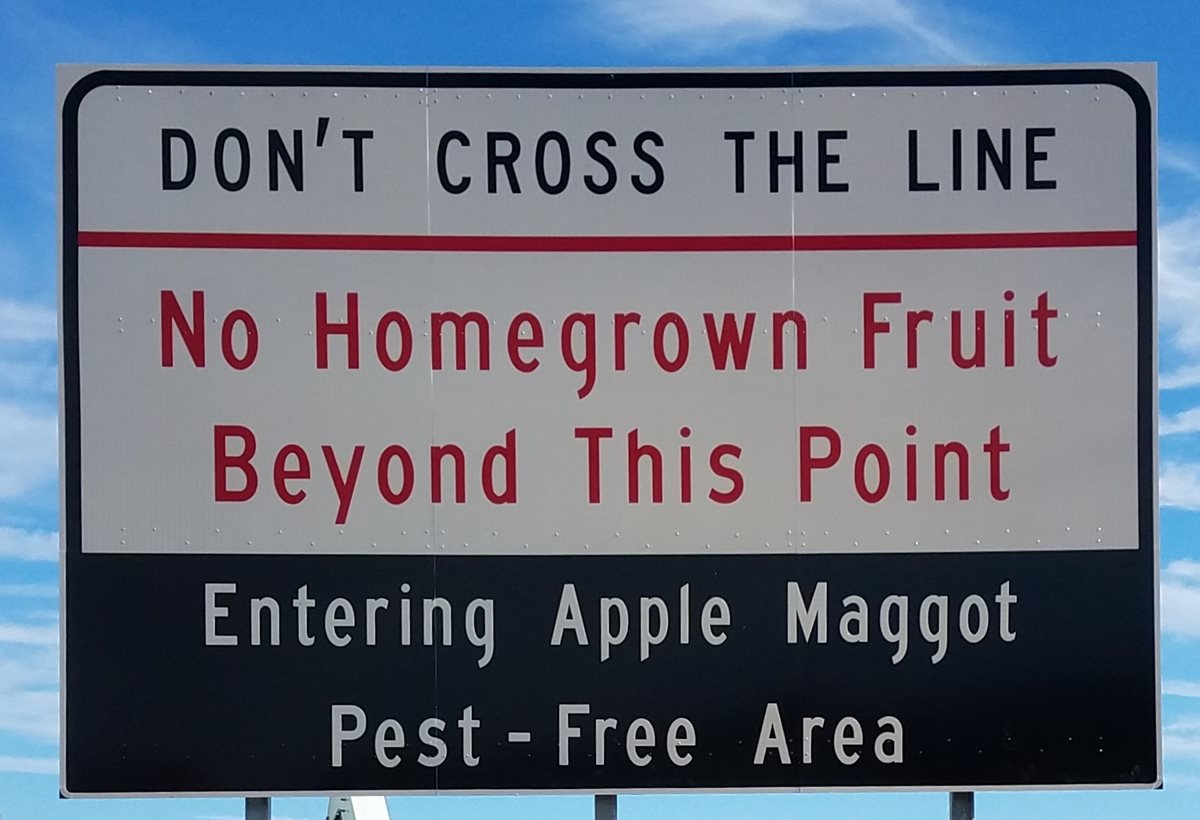 DON'T CROSS THE LINE
No Homegrown Fruit
Beyond This Point
Entering Apple Maggot
Pest-Free Area